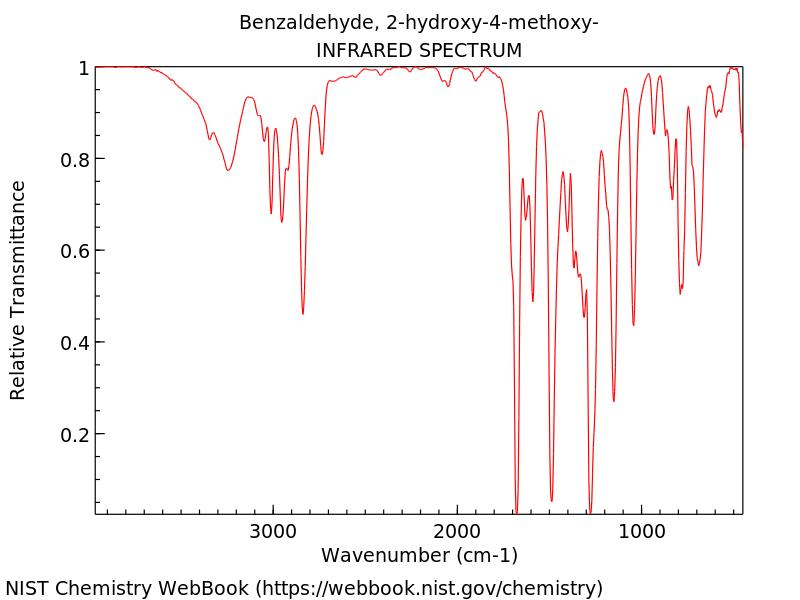 Benzaldehyde, 2-hydroxy-4-methoxy-
INFRARED SPECTRUM
1
0.8
0.6
0.4
0.2
Relative Transmittance
3000 2000 1000
Wavenumber (cm-1)
NIST Chemistry WebBook (https://webbook.nist.gov/chemistry)